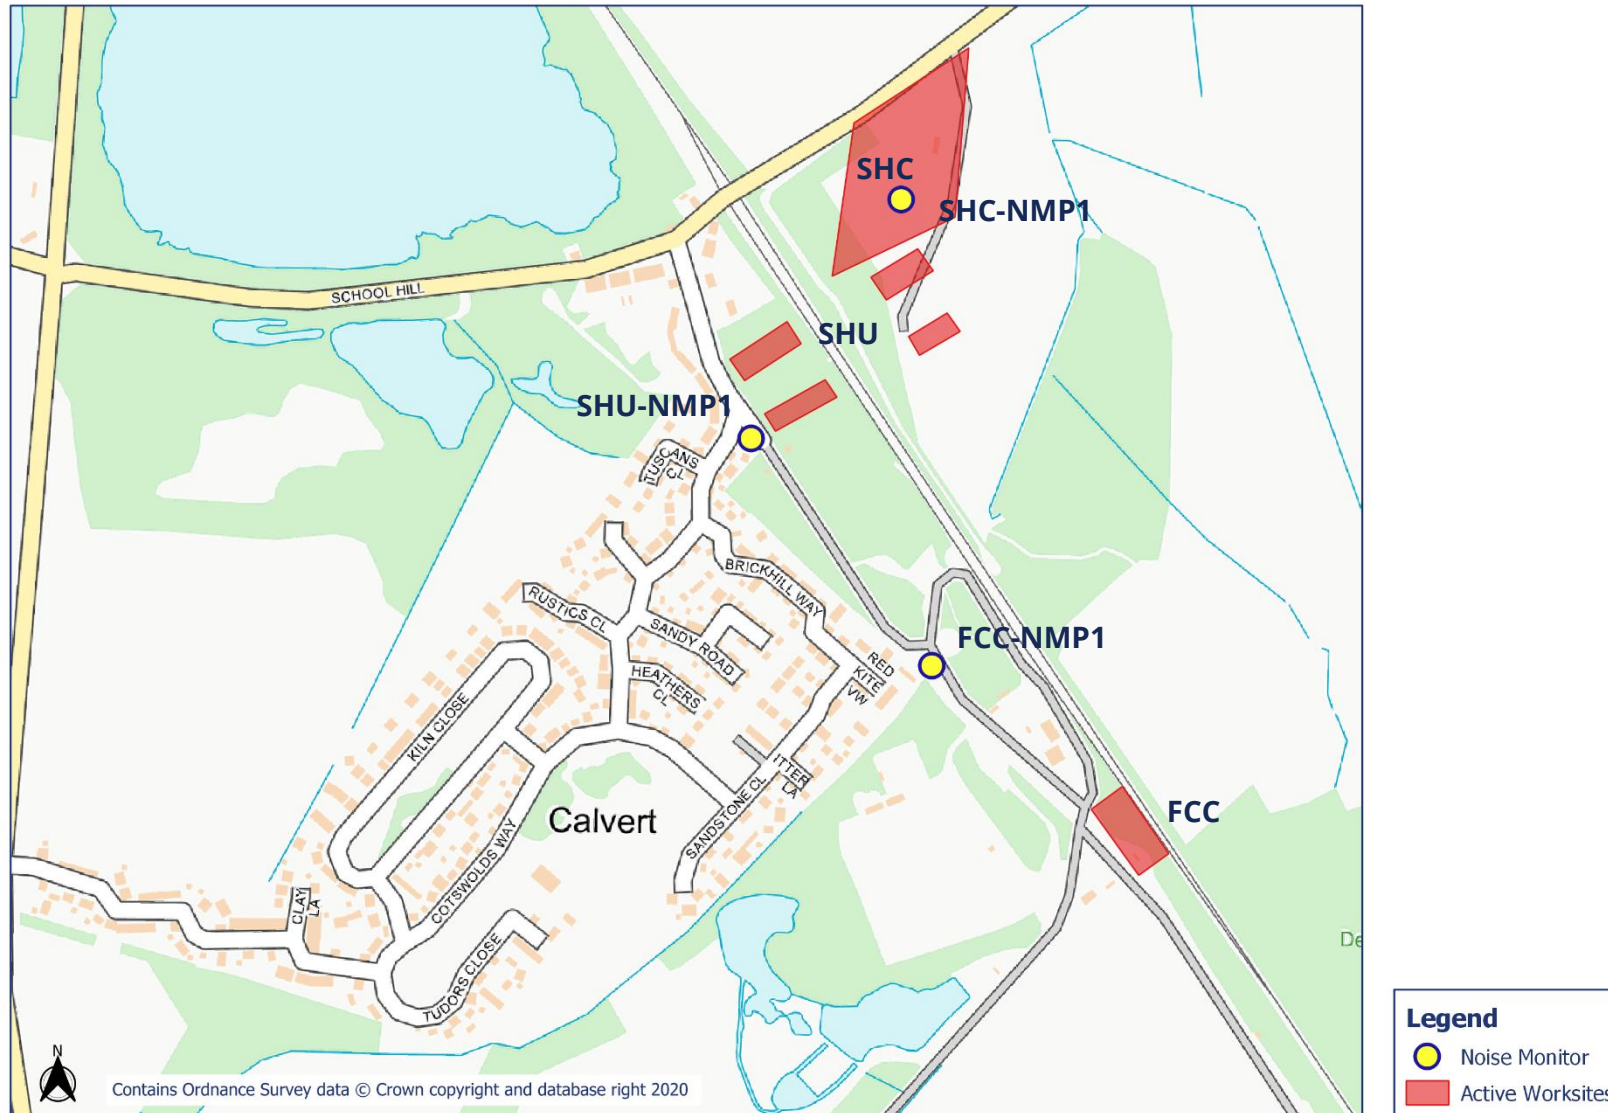 SHC
SHC-NMP1
SCHOOL HILL
SHU
SHU-NMP1
TUSCANS
CL
BRICKHILL WAY
RUSTICS CL
SANDY ROAD
FCC-NMP1
RED
KITE
VW
HEATHERS
CL
KILN CLOSE
ITTER
LA
SANDSTONE CL
Calvert
FCC
COTSWOLDS WAY
CLAY
LA
TUDORS CLOSE
De
N
Contains Ordnance Survey data © Crown copyright and database right 2020
Legend
Noise Monitor
Active Worksites